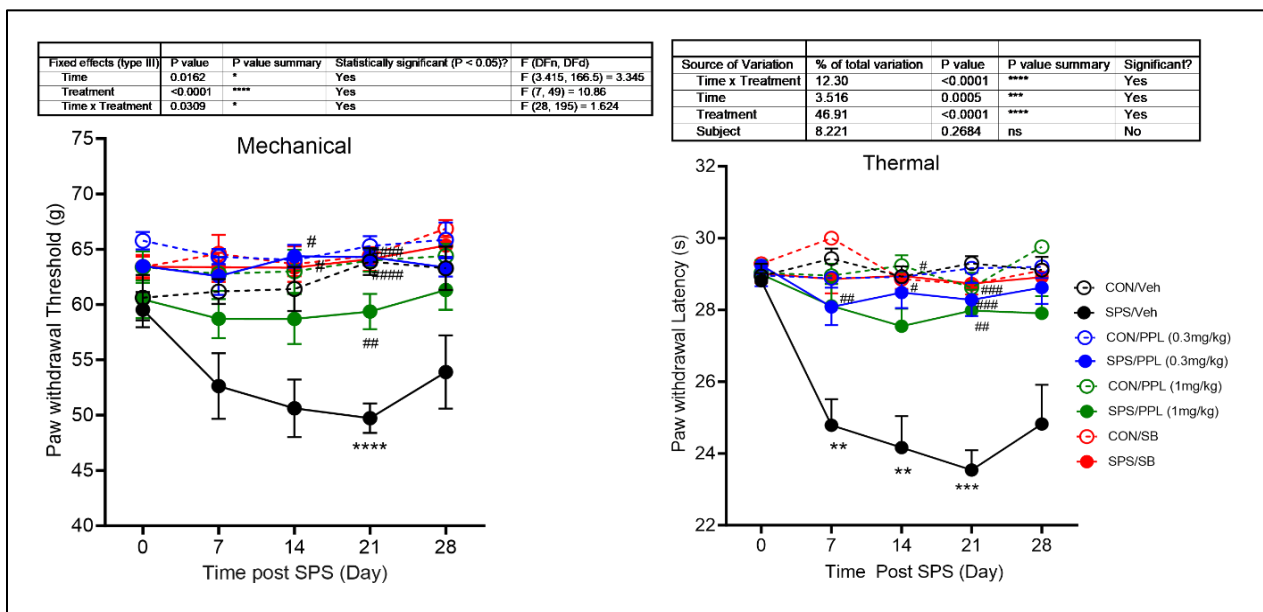 Fixed effects (type III) P value P value summary Statistically significant (P < 0.05)? F (DFn, DFd)
Time 0.0162 * Yes F (3.415, 166.5) = 3.345
Treatment <0.0001 **** Yes F (7, 49) = 10.86
Time x Treatment 0.0309 * Yes F (28, 195) = 1.624
Source of Variation % of total variation P value P value summary Significant?
Time x Treatment 12.30 <0.0001 **** Yes
Time 3.516 0.0005 *** Yes
Treatment 46.91 <0.0001 **** Yes
Subject 8.221 0.2684 ns No
Mechanical
Paw withdrawal Threshold (g)
75
70
65
60
55
50
45
40
#
#
####
####
##
****
0 7 14 21 28
Time post SPS (Day)
Thermal
Paw withdrawal Latency (s)
32
30
28
26
24
22
##
#
#
###
###
##
**
**
***
0 7 14 21 28
Time Post SPS (Day)
CON/Veh
SPS/Veh
CON/PPL (0.3mg/kg)
SPS/PPL (0.3mg/kg)
CON/PPL (1mg/kg)
SPS/PPL (1mg/kg)
CON/SB
SPS/SB